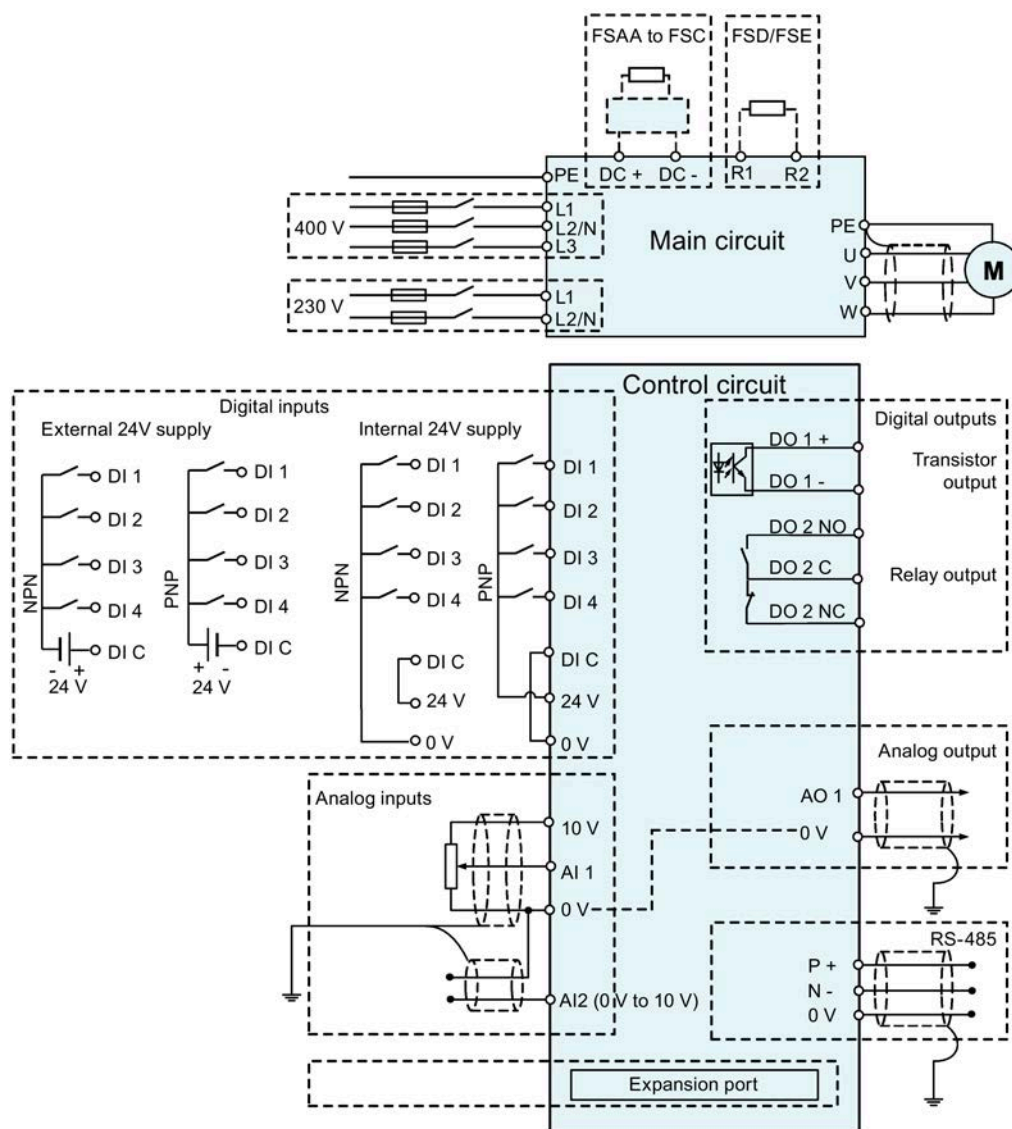 FSAA to FSC
FSD/FSE
PE
DC +
DC -
R1
R2
400 V
L1
L2/N
L3
Main circuit
PE
U
V
W
M
230 V
L1
L2/N
Control circuit
Digital inputs
External 24V supply
Internal 24V supply
NPN
DI 1
DI 2
DI 3
DI 4
DI C
- +
24 V
PNP
DI 1
DI 2
DI 3
DI 4
DI C
+ -
24 V
NPN
DI 1
DI 2
DI 3
DI 4
DI C
24 V
0 V
PNP
DI 1
DI 2
DI 3
DI 4
DI C
24 V
0 V
Digital outputs
DO 1 +
Transistor
output
DO 1 -
DO 2 NO
DO 2 C
Relay output
DO 2 NC
Analog inputs
10 V
AI 1
0 V
AI2 (0 V to 10 V)
Analog output
AO 1
0 V
RS-485
P +
N -
0 V
Expansion port